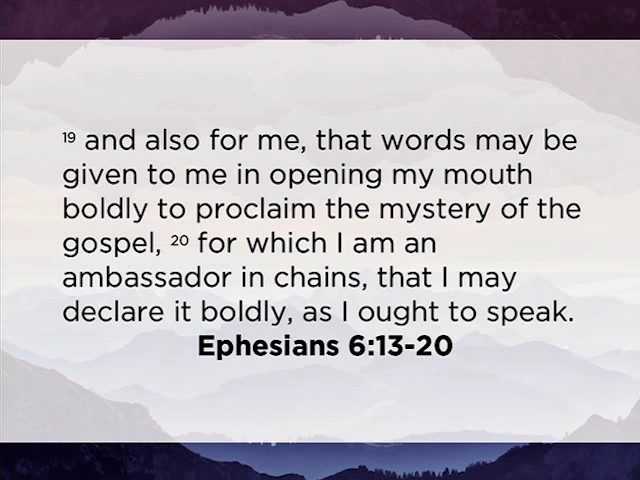 19 and also for me, that words may be
given to me in opening my mouth
boldly to proclaim the mystery of the
gospel, 20 for which I am an
ambassador in chains, that I may
declare it boldly, as I ought to speak.
Ephesians 6:13-20